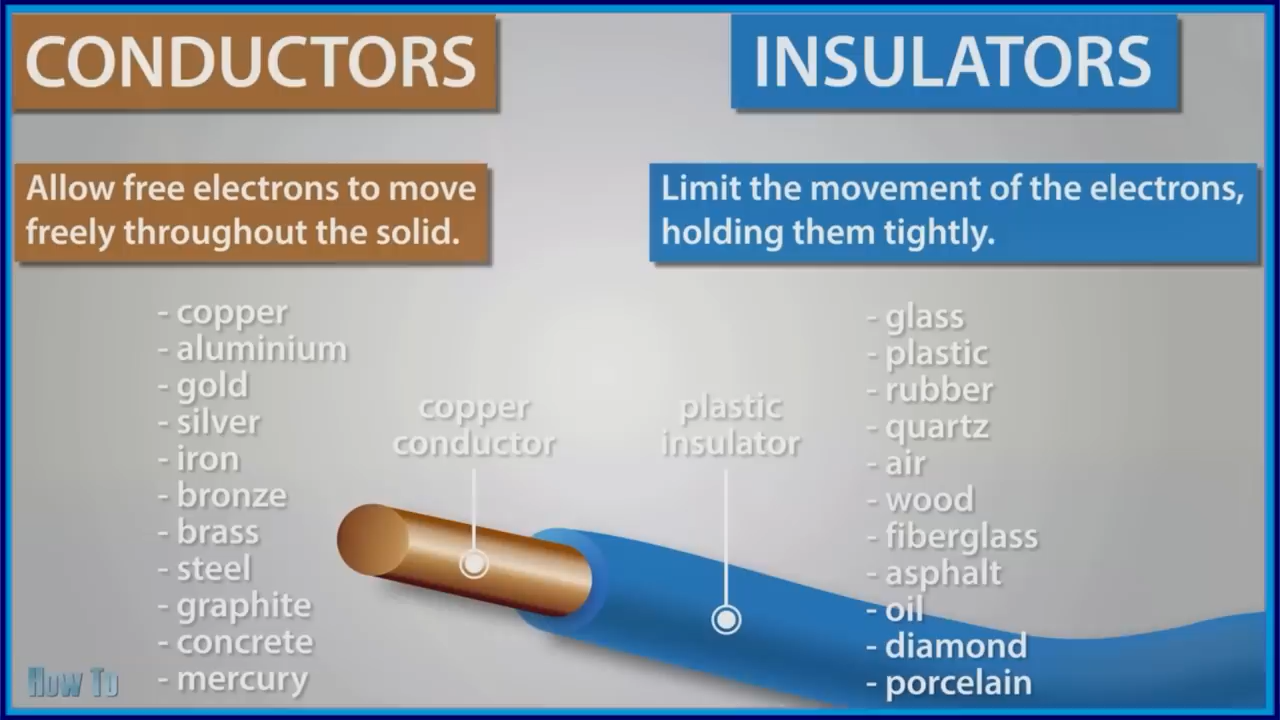 CONDUCTORS
Allow free electrons to move
freely throughout the solid.
- copper
- aluminium
- gold
- silver
- iron
- bronze
- brass
- steel
- graphite
- concrete
- mercury
copper
conductor
plastic
insulator
INSULATORS
Limit the movement of the electrons,
holding them tightly.
- glass
- plastic
- rubber
- quartz
- air
- wood
- fiberglass
- asphalt
- oil
- diamond
- porcelain
How To